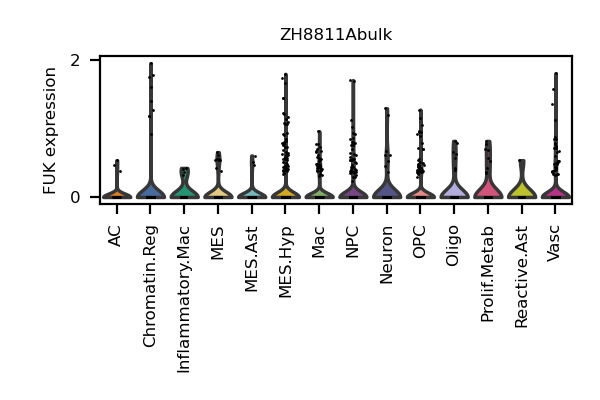 ZH8811Abulk
FUK expression
2
0
AC
Chromatin.Reg
Inflammatory.Mac
MES
MES.Ast
MES.Hyp
Mac
NPC
Neuron
OPC
Oligo
Prolif.Metab
Reactive.Ast
Vasc